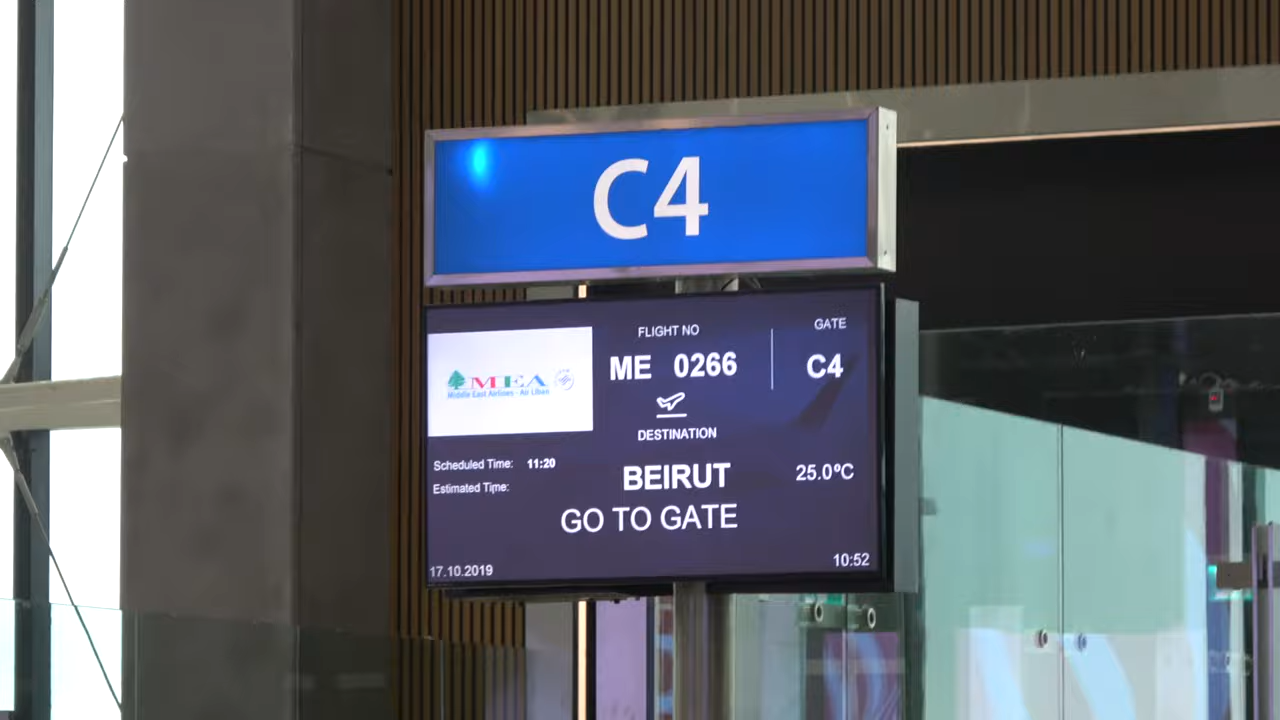 C4
FLIGHT NO
GATE
ME 0266
C4
MEA
Middle East Airlines - Air Liban
DESTINATION
Scheduled Time: 11:20
BEIRUT
25.0ºC
Estimated Time:
GO TO GATE
17.10.2019
10:52